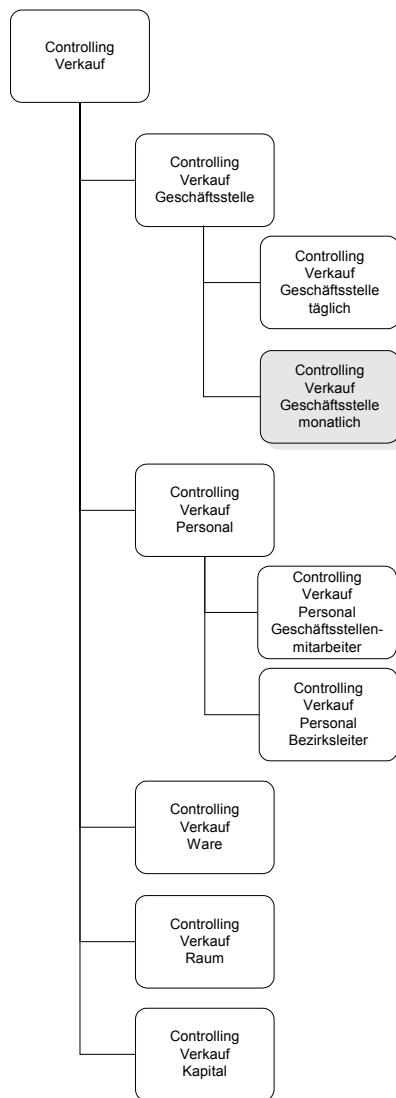 Controlling
Verkauf
Controlling
Verkauf
Geschäftsstelle
Controlling
Verkauf
Geschäftsstelle
täglich
Controlling
Verkauf
Geschäftsstelle
monatlich
Controlling
Verkauf
Personal
Controlling
Verkauf
Personal
Geschäftsstellen-
mitarbeiter
Controlling
Verkauf
Personal
Bezirksleiter
Controlling
Verkauf
Ware
Controlling
Verkauf
Raum
Controlling
Verkauf
Kapital